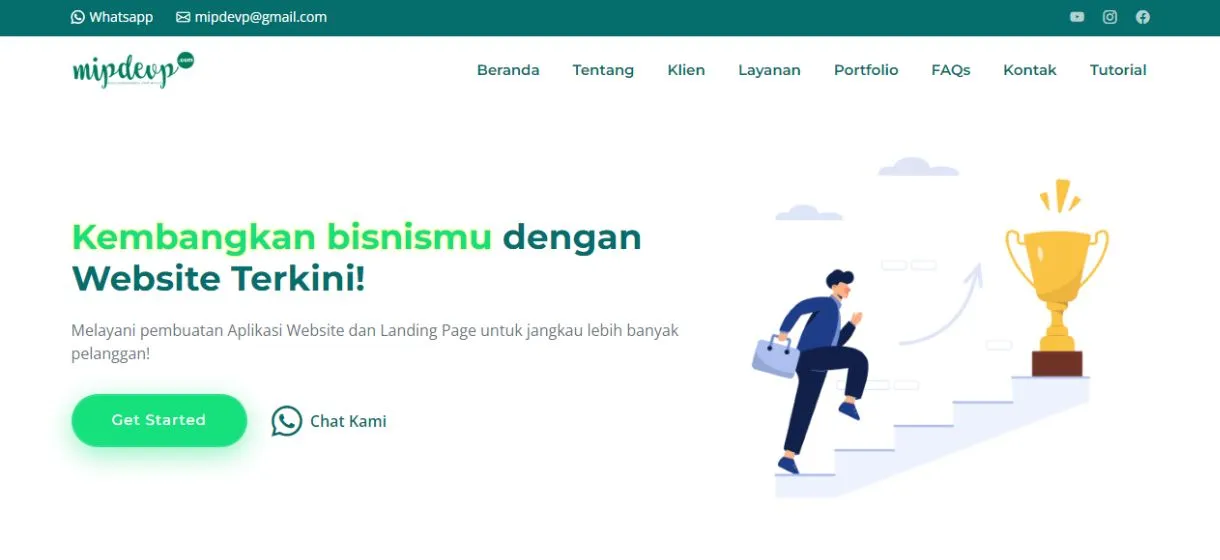 Whatsapp mipdevp@gmail.com
mipdevp .com
Beranda Tentang Klien Layanan Portfolio FAQs Kontak Tutorial
Kembangkan bisnismu dengan
Website Terkini!
Melayani pembuatan Aplikasi Website dan Landing Page untuk jangkau lebih banyak
pelanggan!
Get Started Chat Kami